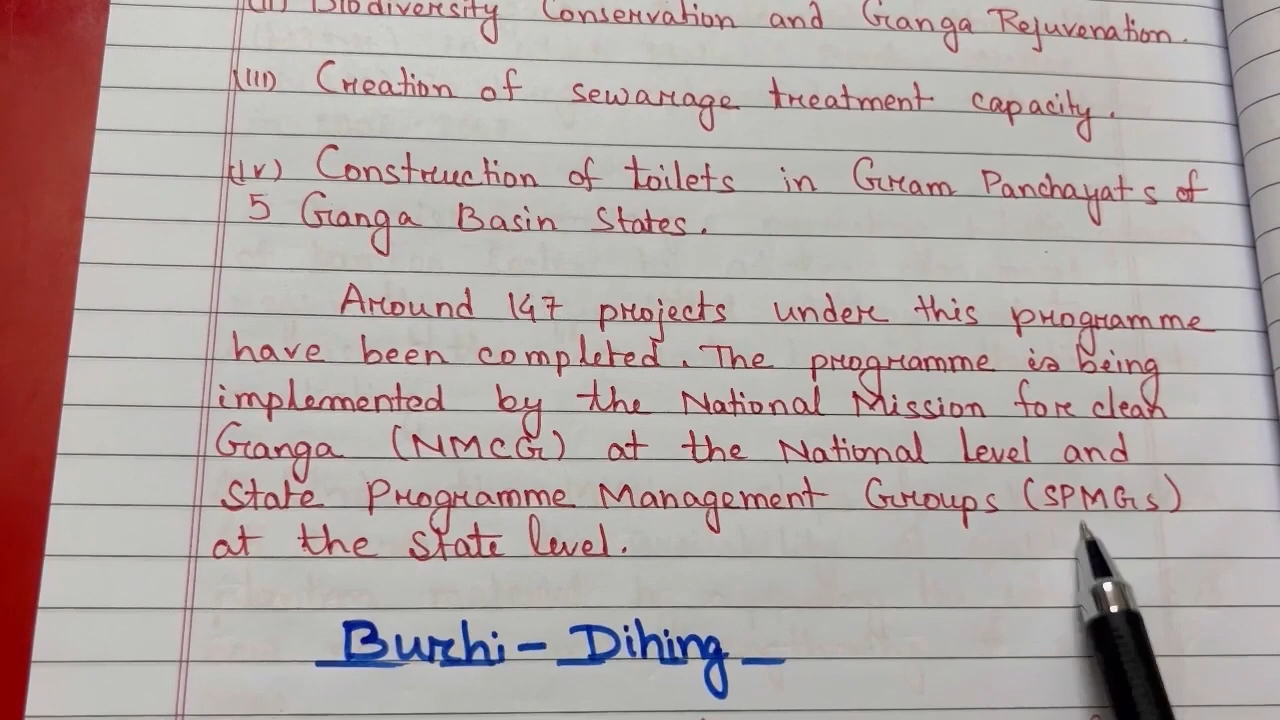 (ii) Biodiversity Conservation and Ganga Rejuvenation.
(iii) Creation of sewarage treatment capacity.
(iv) Construction of toilets in Gram Panchayats of
5 Ganga Basin States.
Around 147 projects under this programme
have been completed. The programme is being
implemented by the National Mission for clean
Ganga (NMCG) at the National level and
State Programme Management Groups (SPMGs)
at the state level.
Burhi - Dihing -